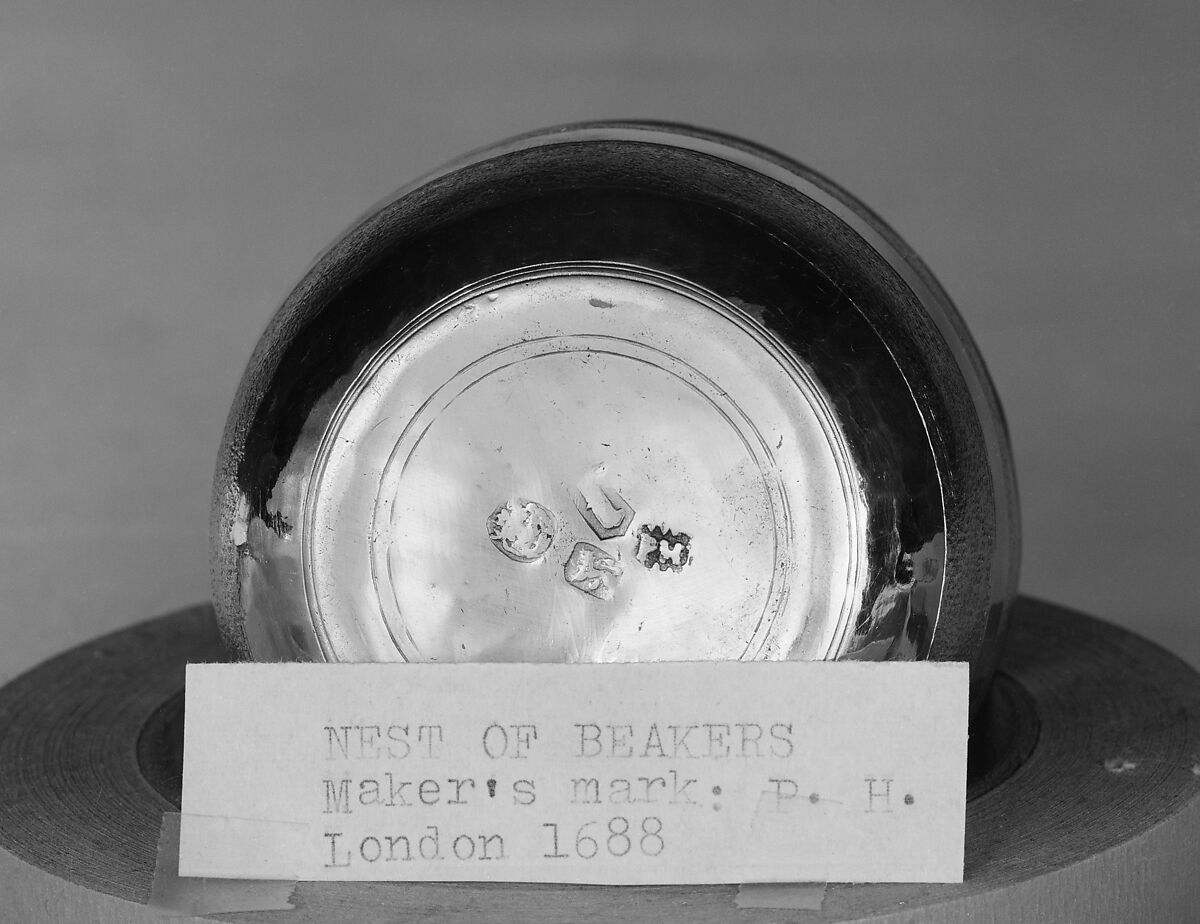 NEST OF BEAKERS
Maker's mark: P. H.
London 1688